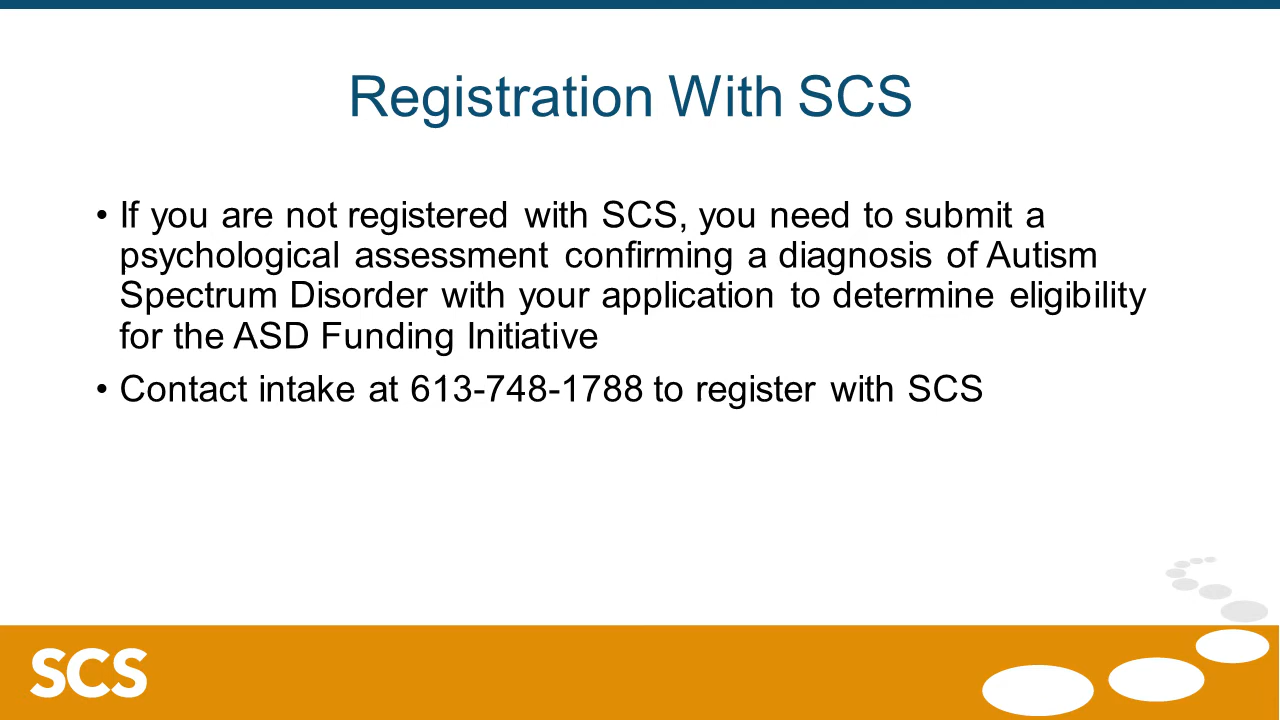 Registration With SCS
• If you are not registered with SCS, you need to submit a
psychological assessment confirming a diagnosis of Autism
Spectrum Disorder with your application to determine eligibility
for the ASD Funding Initiative
• Contact intake at 613-748-1788 to register with SCS
SCS